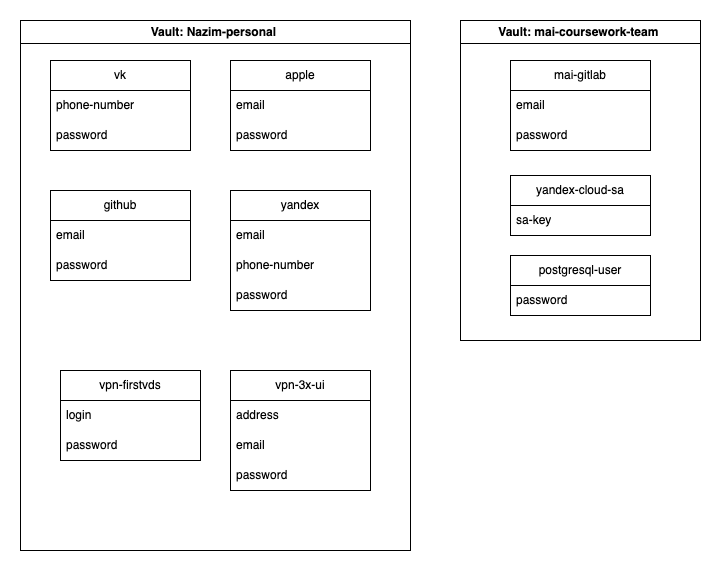 Vault: Nazim-personal
vk
phone-number
password
apple
email
password
github
email
password
yandex
email
phone-number
password
vpn-firstvds
login
password
vpn-3x-ui
address
email
password
Vault: mai-coursework-team
mai-gitlab
email
password
yandex-cloud-sa
sa-key
postgresql-user
password